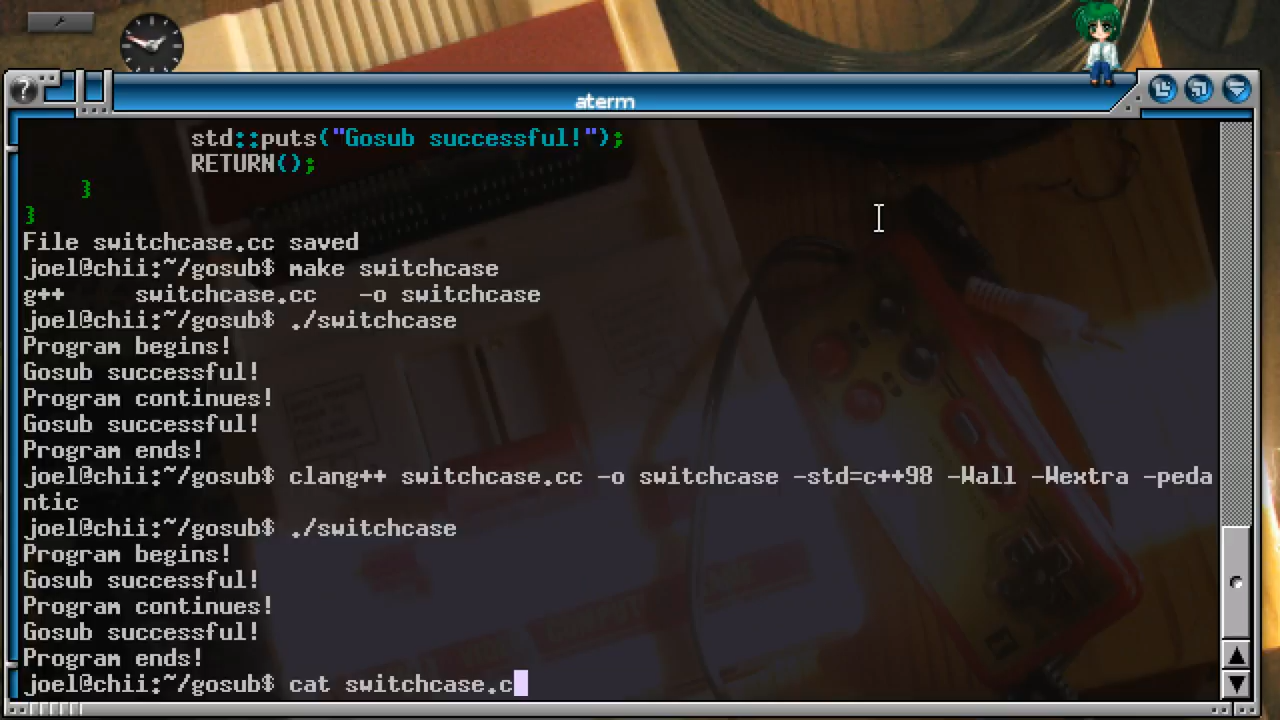 aterm
std::puts("Gosub successful!");
RETURN();
}
}
File switchcase.cc saved
joel@chii:~/gosub$ make switchcase
g++     switchcase.cc   -o switchcase
joel@chii:~/gosub$ ./switchcase
Program begins!
Gosub successful!
Program continues!
Gosub successful!
Program ends!
joel@chii:~/gosub$ clang++ switchcase.cc -o switchcase -std=c++98 -Wall -Wextra -peda
ntic
joel@chii:~/gosub$ ./switchcase
Program begins!
Gosub successful!
Program continues!
Gosub successful!
Program ends!
joel@chii:~/gosub$ cat switchcase.c